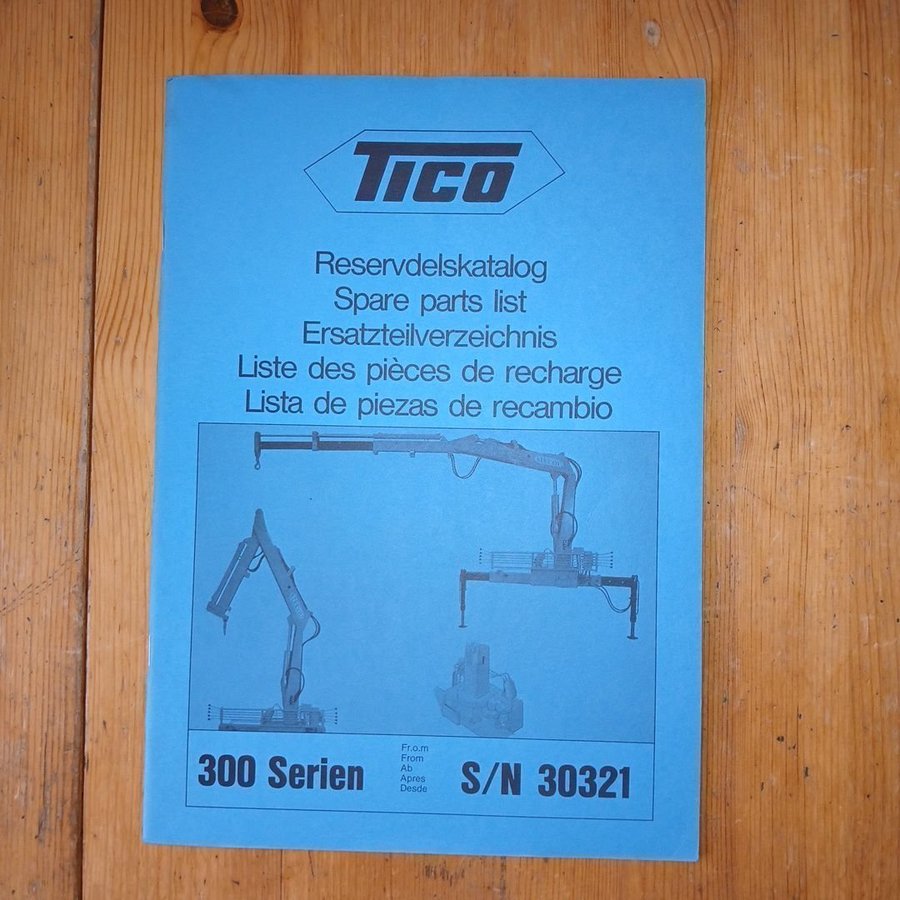 TICO
Reservdelskatalog
Spare parts list
Ersatzteilverzeichnis
Liste des pièces de recharge
Lista de piezas de recambio
300 Serien
Fr.o.m
From
Ab
Apres
Desde
S/N 30321